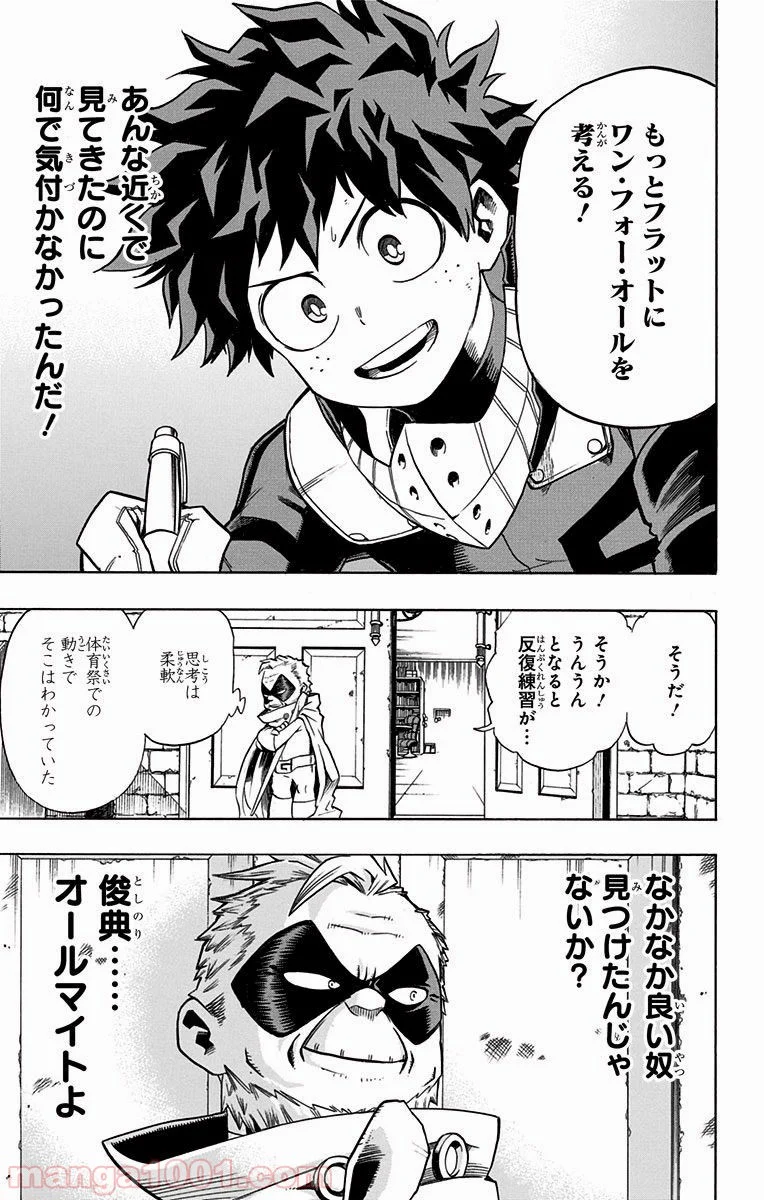 もっとフラットに
ワン・フォー・オールを
考える！
あんな近くで
見てきたのに
何で気付かなかったんだ！
そうだ！
そうか！
うんうん
となると
反復練習が…
思考は
柔軟
体育祭での
動きで
そこはわかっていた
なかなか良い奴
見つけたんじゃ
ないか？
俊典……
オールマイトよ
manga1001.com